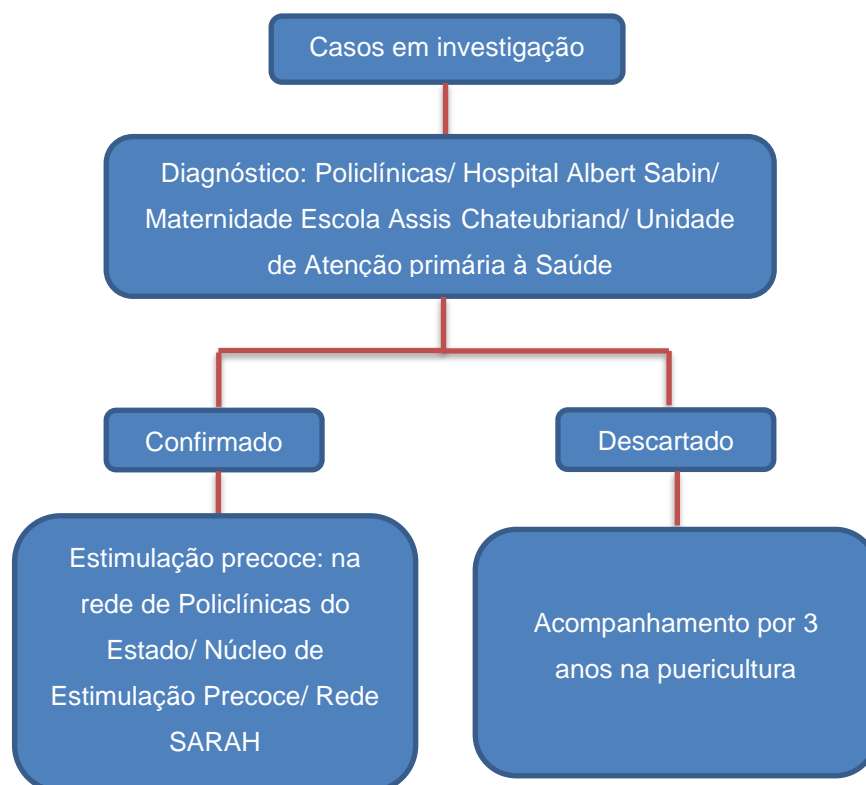 Casos em investigação
Diagnóstico: Policlínicas/ Hospital Albert Sabin/
Maternidade Escola Assis Chateubriand/ Unidade
de Atenção primária à Saúde
Confirmado
Descartado
Estimulação precoce: na
rede de Policlínicas do
Estado/ Núcleo de
Estimulação Precoce/ Rede
SARAH
Acompanhamento por 3
anos na puericultura